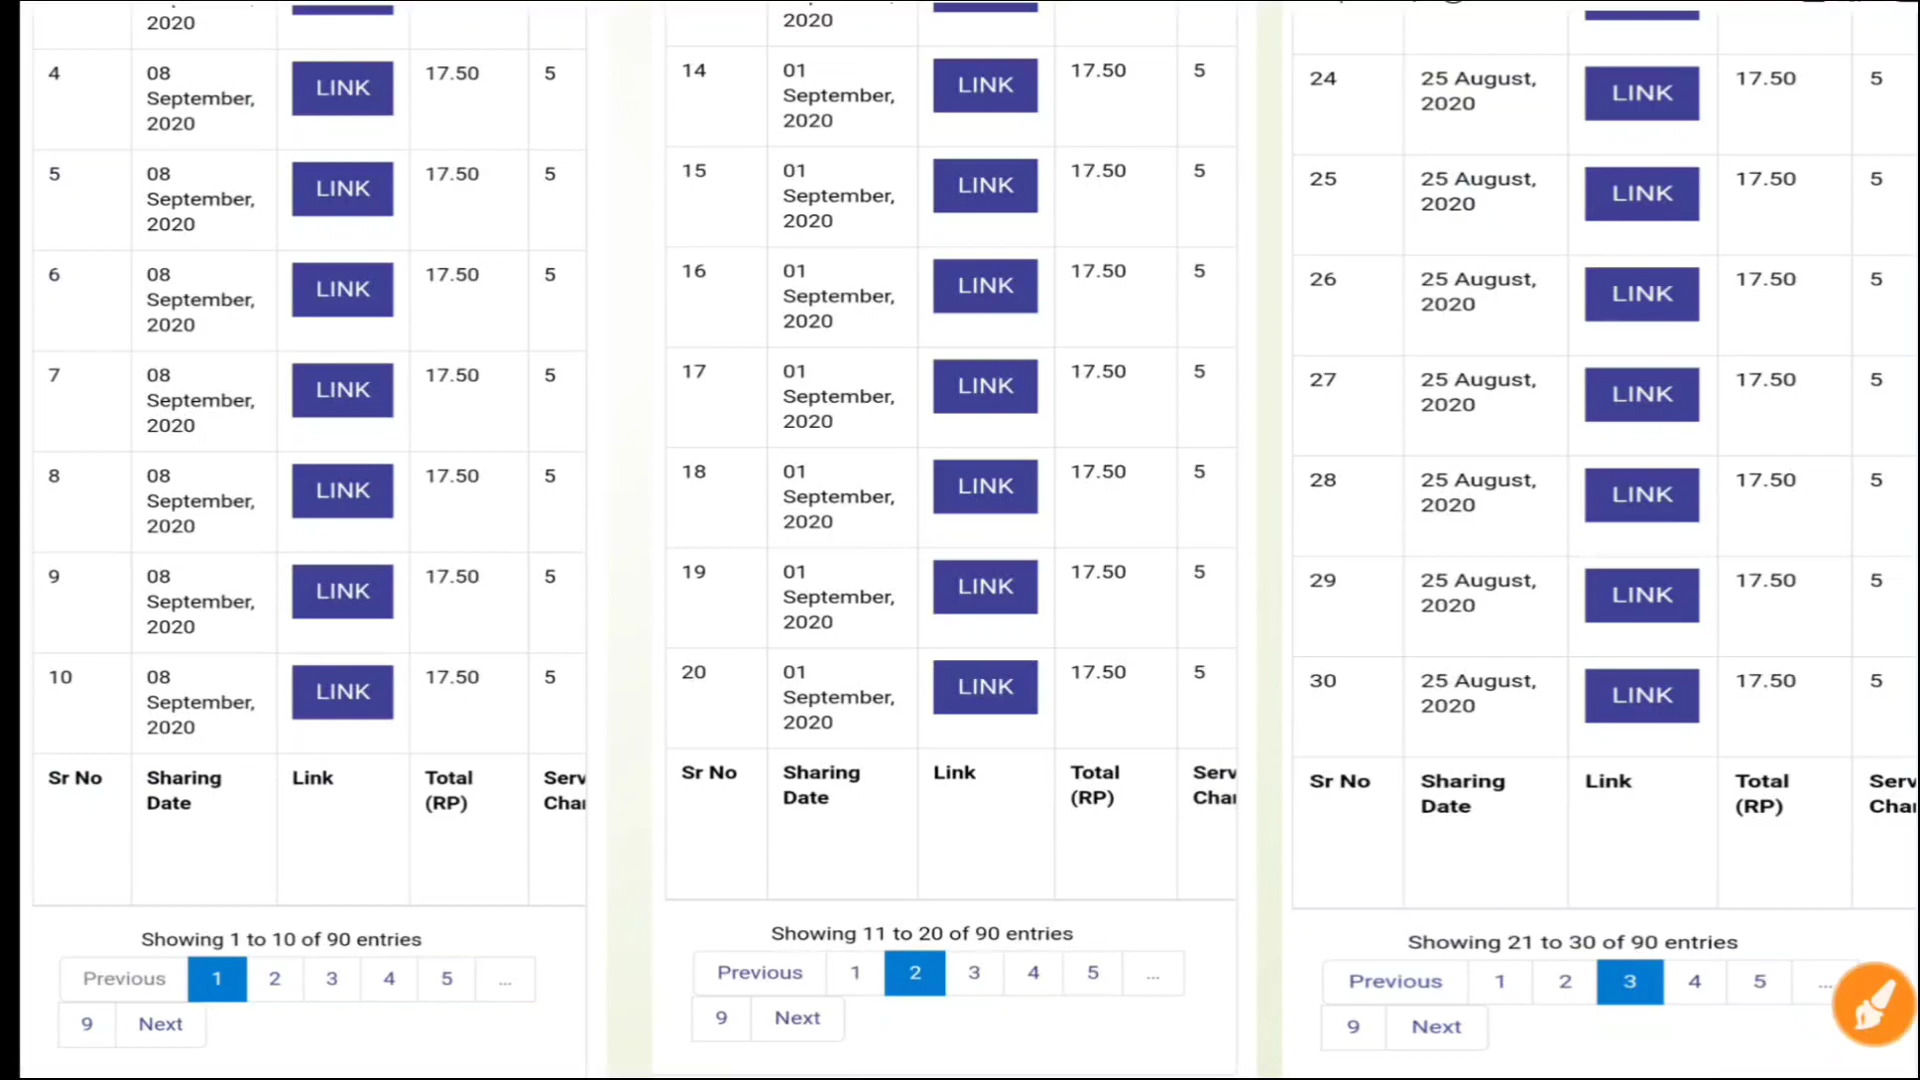 2020
4 08 LINK 17.50 5
September,
2020
5 08 LINK 17.50 5
September,
2020
6 08 LINK 17.50 5
September,
2020
7 08 LINK 17.50 5
September,
2020
8 08 LINK 17.50 5
September,
2020
9 08 LINK 17.50 5
September,
2020
10 08 LINK 17.50 5
September,
2020
Sr No Sharing Link Total Serv
Date (RP) Cha
Showing 1 to 10 of 90 entries
Previous 1 2 3 4 5 ...
9 Next
2020
14 01 LINK 17.50 5
September,
2020
15 01 LINK 17.50 5
September,
2020
16 01 LINK 17.50 5
September,
2020
17 01 LINK 17.50 5
September,
2020
18 01 LINK 17.50 5
September,
2020
19 01 LINK 17.50 5
September,
2020
20 01 LINK 17.50 5
September,
2020
Sr No Sharing Link Total Serv
Date (RP) Cha
Showing 11 to 20 of 90 entries
Previous 1 2 3 4 5 ...
9 Next
24 25 August, LINK 17.50 5
2020
25 25 August, LINK 17.50 5
2020
26 25 August, LINK 17.50 5
2020
27 25 August, LINK 17.50 5
2020
28 25 August, LINK 17.50 5
2020
29 25 August, LINK 17.50 5
2020
30 25 August, LINK 17.50 5
2020
Sr No Sharing Link Total Serv
Date (RP) Cha
Showing 21 to 30 of 90 entries
Previous 1 2 3 4 5 ...
9 Next